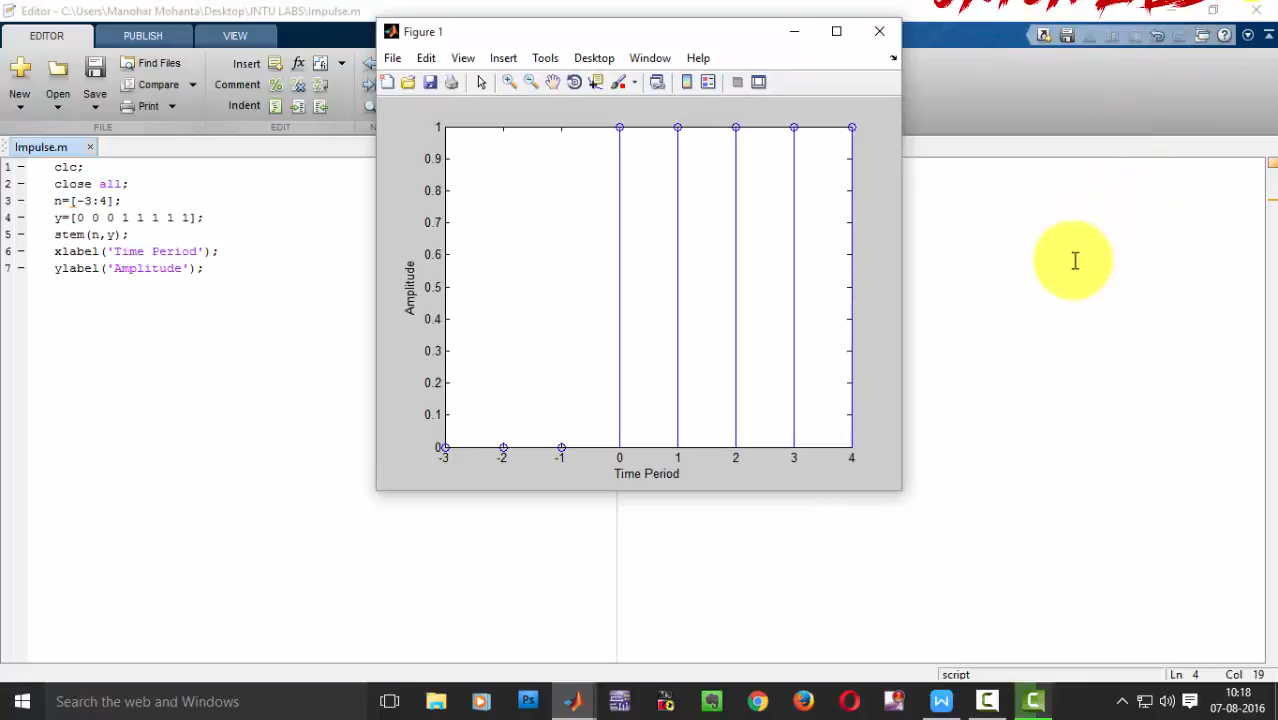 Editor - C:\Users\Manohar Mohanta\Desktop\JNTU LABS\Impulse.m
EDITOR
PUBLISH
VIEW
New
Open
Save
Find Files
Compare
Print
Insert
Comment
Indent
FILE
EDIT
Impulse.m
1 clc;
2 close all;
3 n=[-3:4];
4 y=[0 0 0 1 1 1 1 1];
5 stem(n,y);
6 xlabel('Time Period');
7 ylabel('Amplitude');
Figure 1
File Edit View Insert Tools Desktop Window Help
1
0.9
0.8
0.7
0.6
0.5
0.4
0.3
0.2
0.1
0
Amplitude
-3 -2 -1 0 1 2 3 4
Time Period
script
Ln 4 Col 19
Search the web and Windows
10:18
07-08-2016